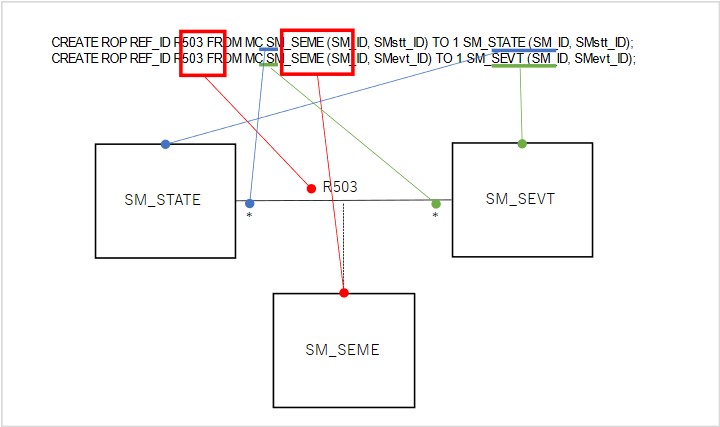 CREATE ROP REF_ID R503 FROM MC SM_SEME (SM_ID, SMstt_ID) TO 1 SM_STATE (SM_ID, SMstt_ID);
CREATE ROP REF_ID R503 FROM MC SM_SEME (SM_ID, SMevt_ID) TO 1 SM_SEVT (SM_ID, SMevt_ID);
R503
SM_STATE
SM_SEVT
* *
SM_SEME